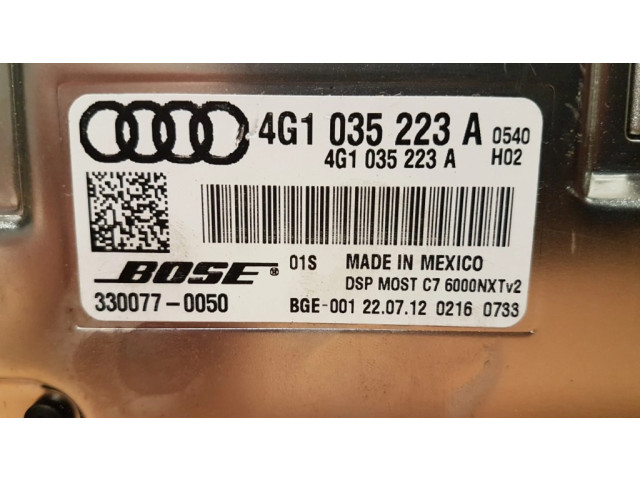 4G1 035 223 A 0540
4G1 035 223 A H02
BOSE ® 01S MADE IN MEXICO
DSP MOST C7 6000NXTv2
330077-0050 BGE-001 22.07.12 0216 0733